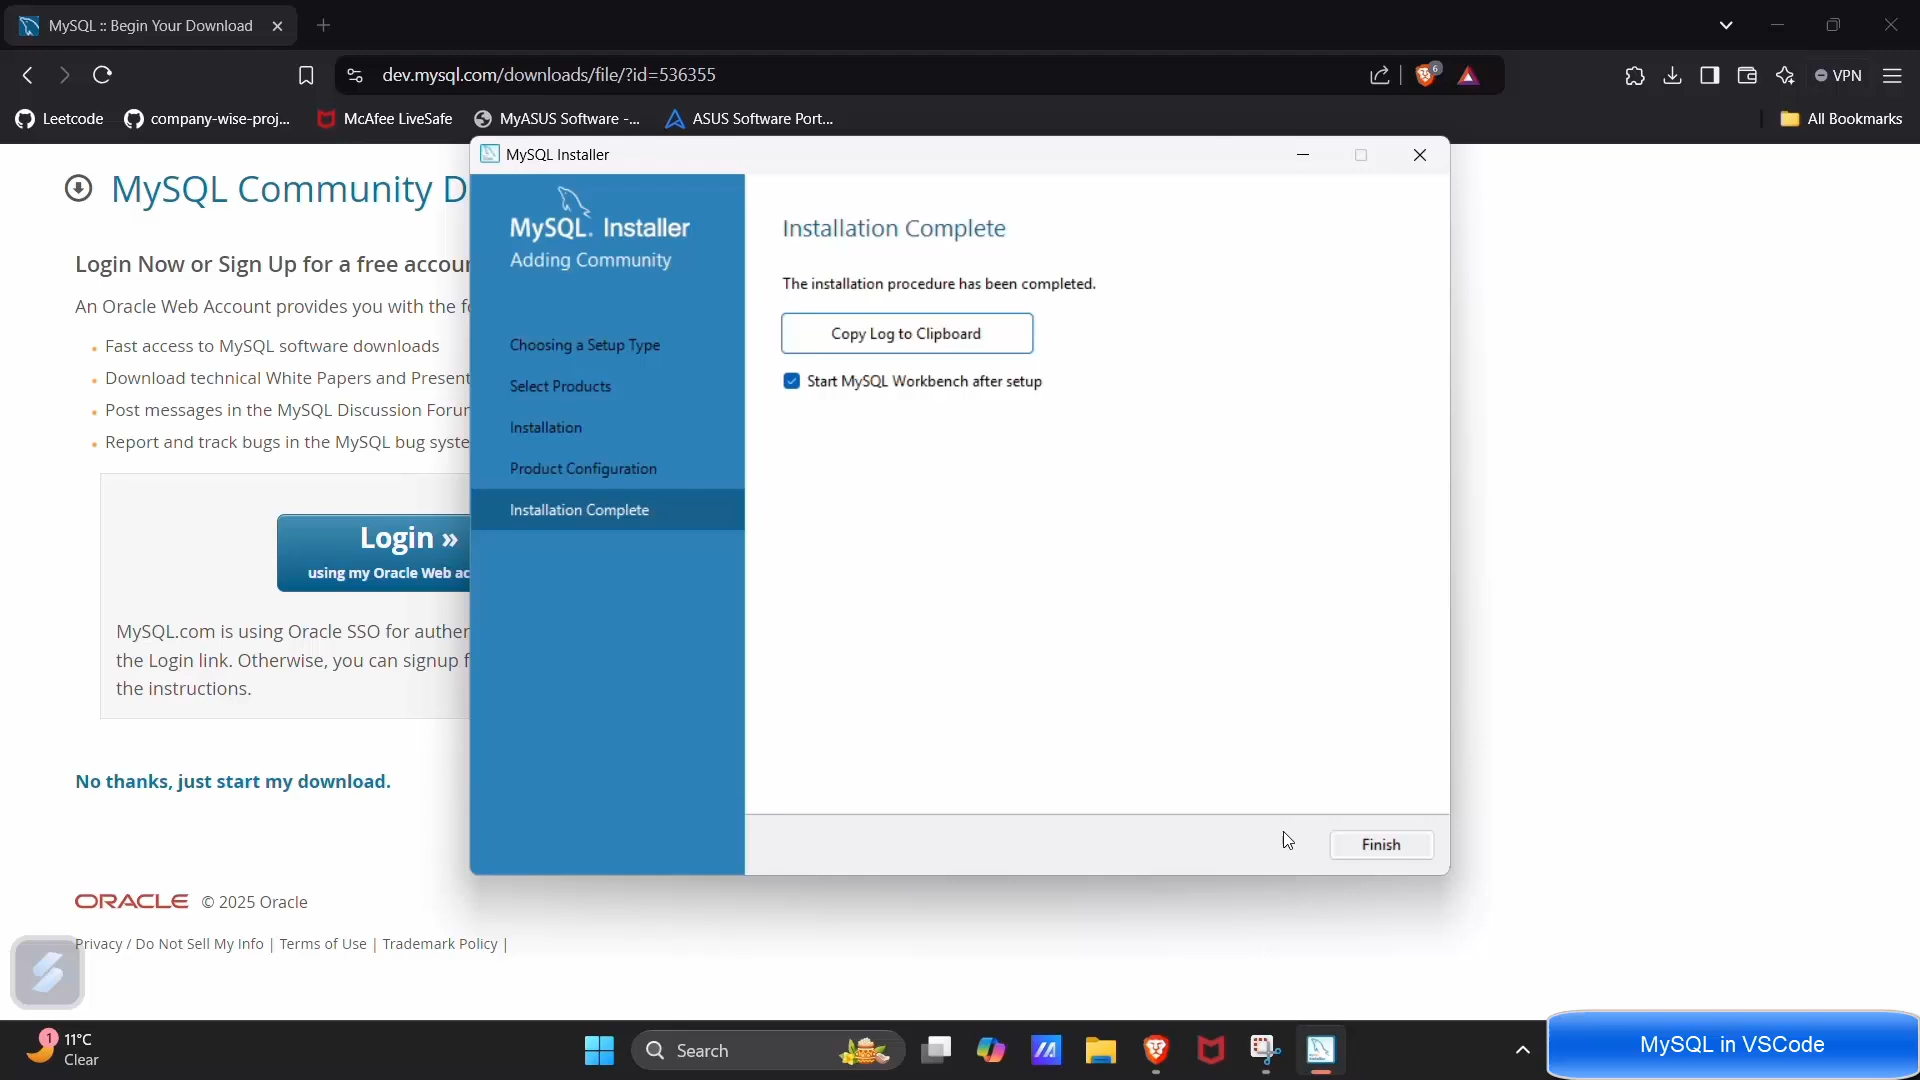 MySQL :: Begin Your Download
dev.mysql.com/downloads/file/?id=536355
6
VPN
Leetcode
company-wise-proj...
McAfee LiveSafe
MyASUS Software -...
ASUS Software Port...
All Bookmarks
MySQL Community D
Login Now or Sign Up for a free accou
An Oracle Web Account provides you with the f
Fast access to MySQL software downloads
Download technical White Papers and Present
Post messages in the MySQL Discussion Foru
Report and track bugs in the MySQL bug syste
Login »
using my Oracle Web ac
MySQL.com is using Oracle SSO for auther
the Login link. Otherwise, you can signup f
the instructions.
No thanks, just start my download.
ORACLE © 2025 Oracle
Privacy / Do Not Sell My Info | Terms of Use | Trademark Policy |
MySQL Installer
MySQL. Installer
Adding Community
Choosing a Setup Type
Select Products
Installation
Product Configuration
Installation Complete
Installation Complete
The installation procedure has been completed.
Copy Log to Clipboard
Start MySQL Workbench after setup
Finish
1
11°C
Clear
Search
MySQL in VSCode